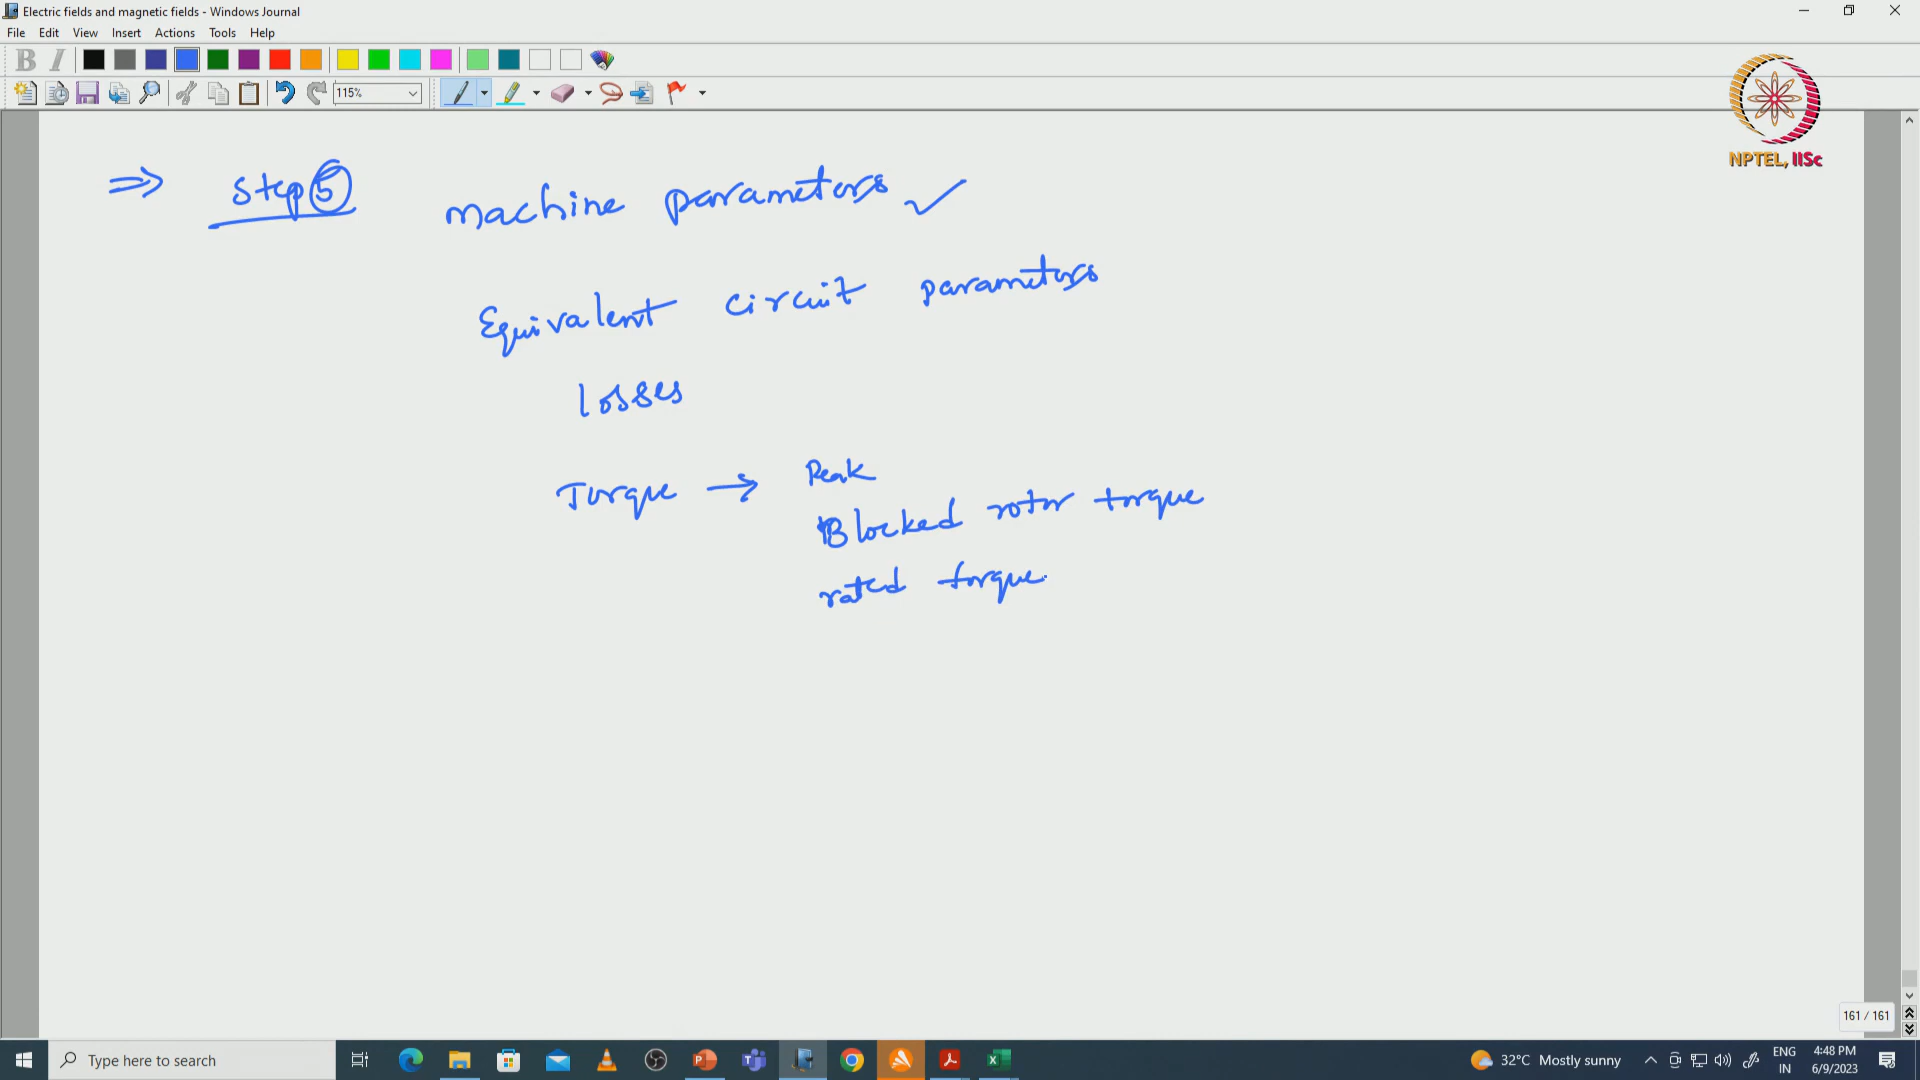 Electric fields and magnetic fields - Windows Journal
File Edit View Insert Actions Tools Help
B I
115%
NPTEL, IISc
⇒ Step 5 machine parameters ✓
Equivalent circuit parameters
losses
Torque → Peak
Blocked rotor torque
rated torque
161 / 161
Type here to search
32°C Mostly sunny
ENG
IN
4:48 PM
6/9/2023